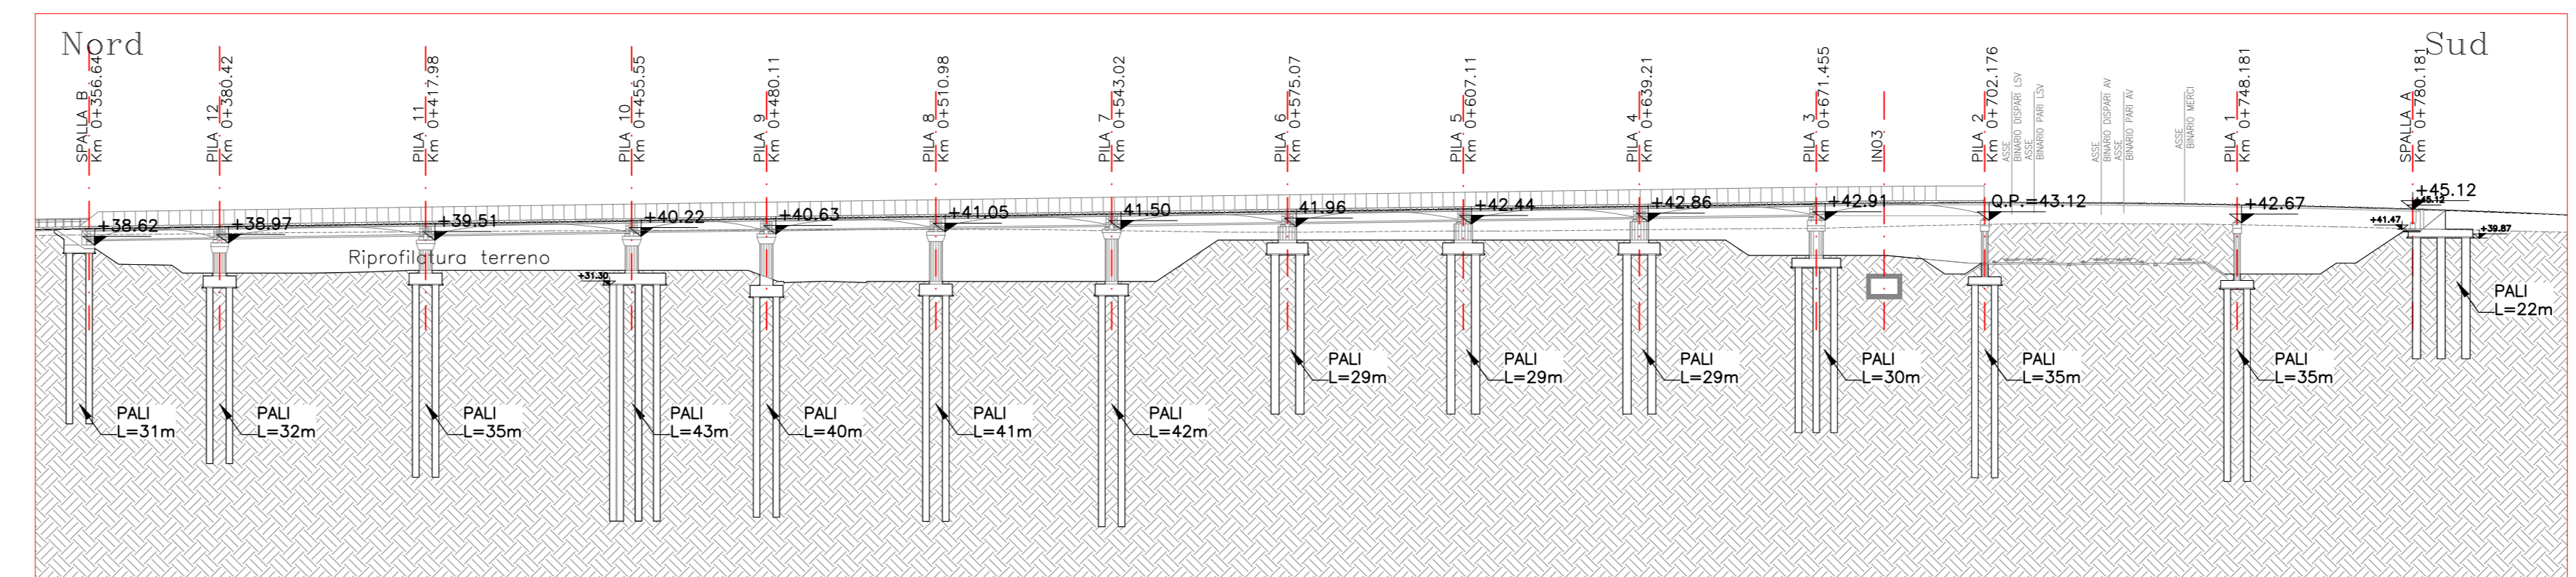 Nord
Sud
SPALLA B
Km 0+356.64
PILA 12
Km 0+380.42
PILA 11
Km 0+417.98
PILA 10
Km 0+455.55
PILA 9
Km 0+480.11
PILA 8
Km 0+510.98
PILA 7
Km 0+543.02
PILA 6
Km 0+575.07
PILA 5
Km 0+607.11
PILA 4
Km 0+639.21
PILA 3
Km 0+671.455
IN03
PILA 2
Km 0+702.176
ASSE
BINARIO DISPARI LSV
ASSE
BINARIO PARI LSV
ASSE
BINARIO DISPARI AV
ASSE
BINARIO PARI AV
ASSE
BINARIO MERCI
PILA 1
Km 0+748.181
SPALLA A
Km 0+780.181
+38.62
+38.97
+39.51
+40.22
+40.63
+41.05
41.50
41.96
+42.44
+42.86
+42.91
Q.P.=43.12
+42.67
+45.12
+45.12
+41.47
+39.87
Riprofilatura terreno
+31.30
PALI
L=31m
PALI
L=32m
PALI
L=35m
PALI
L=43m
PALI
L=40m
PALI
L=41m
PALI
L=42m
PALI
L=29m
PALI
L=29m
PALI
L=29m
PALI
L=30m
PALI
L=35m
PALI
L=35m
PALI
L=22m